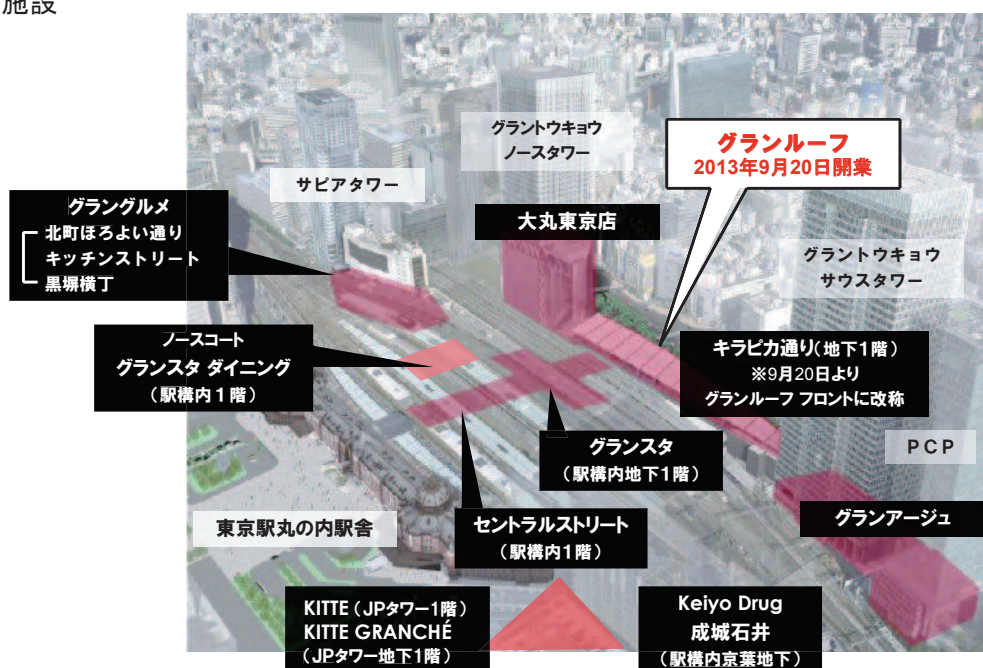 施設
グラントウキョウ
ノースタワー
グランルーフ
2013年9月20日開業
サピアタワー
大丸東京店
グラングルメ
北町ほろよい通り
キッチンストリート
黒塀横丁
グラントウキョウ
サウスタワー
ノースコート
グランスタ ダイニング
(駅構内1階)
キラピカ通り(地下1階)
※9月20日より
グランルーフ フロントに改称
グランスタ
(駅構内地下1階)
PCP
東京駅丸の内駅舎
セントラルストリート
(駅構内1階)
グランアージュ
KITTE(JPタワー1階)
KITTE GRANCHÉ
(JPタワー地下1階)
Keiyo Drug
成城石井
(駅構内京葉地下)